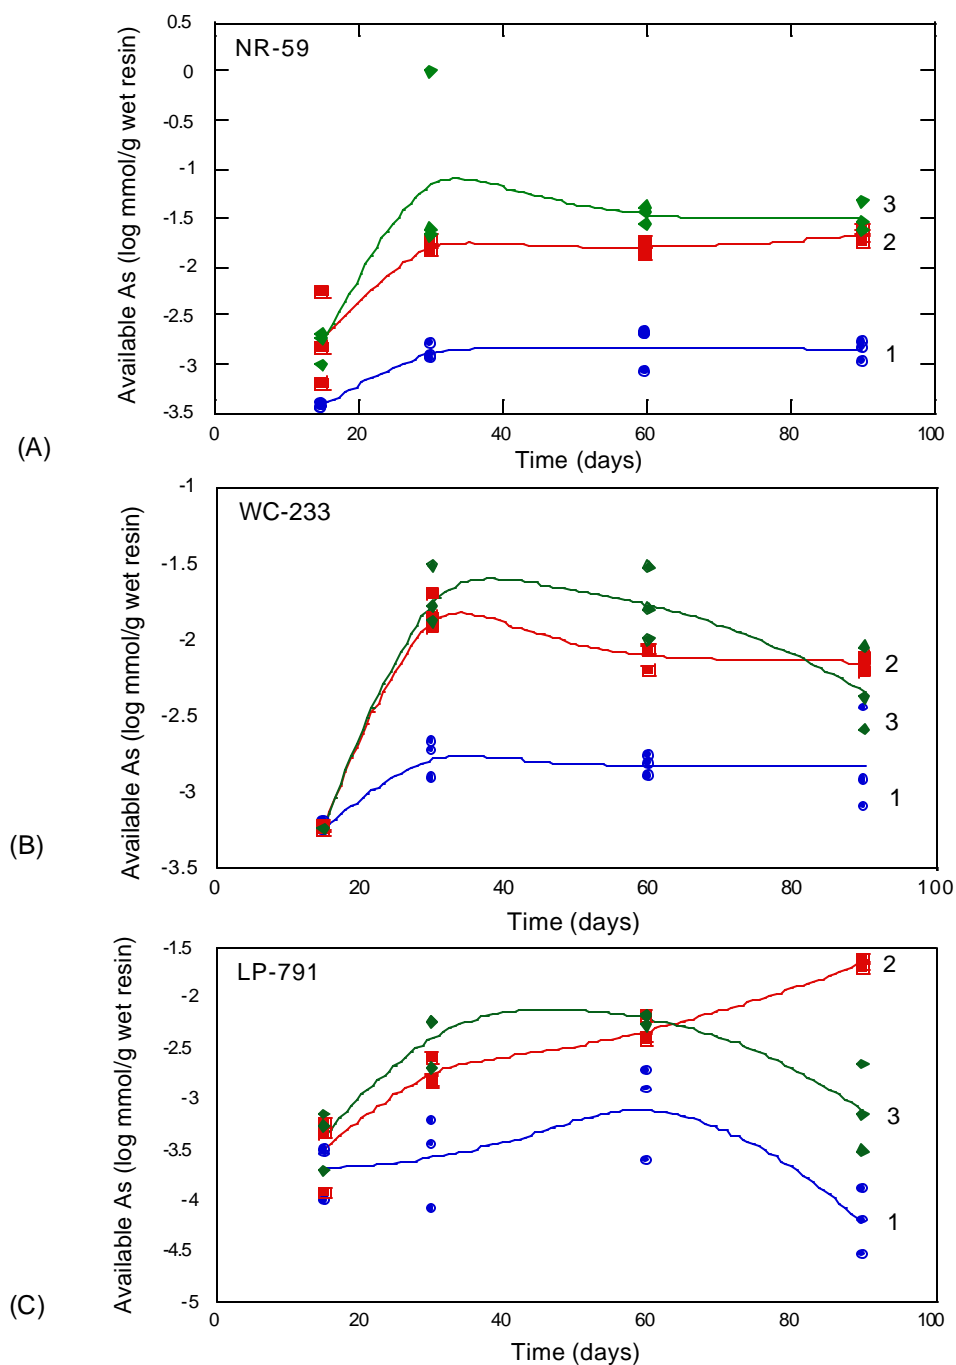 0.5
NR-59
0
-0.5
-1
-1.5
-2
-2.5
-3
-3.5
Available As (log mmol/g wet resin)
3
2
1
0 20 40 60 80 100
(A)
Time (days)
-1
WC-233
-1.5
-2
-2.5
-3
-3.5
Available As (log mmol/g wet resin)
2
3
1
(B)
0 20 40 60 80 100
Time (days)
-1.5
LP-791
-2
-2.5
-3
-3.5
-4
-4.5
-5
Available As (log mmol/g wet resin)
2
3
1
(C)
0 20 40 60 80 100
Time (days)